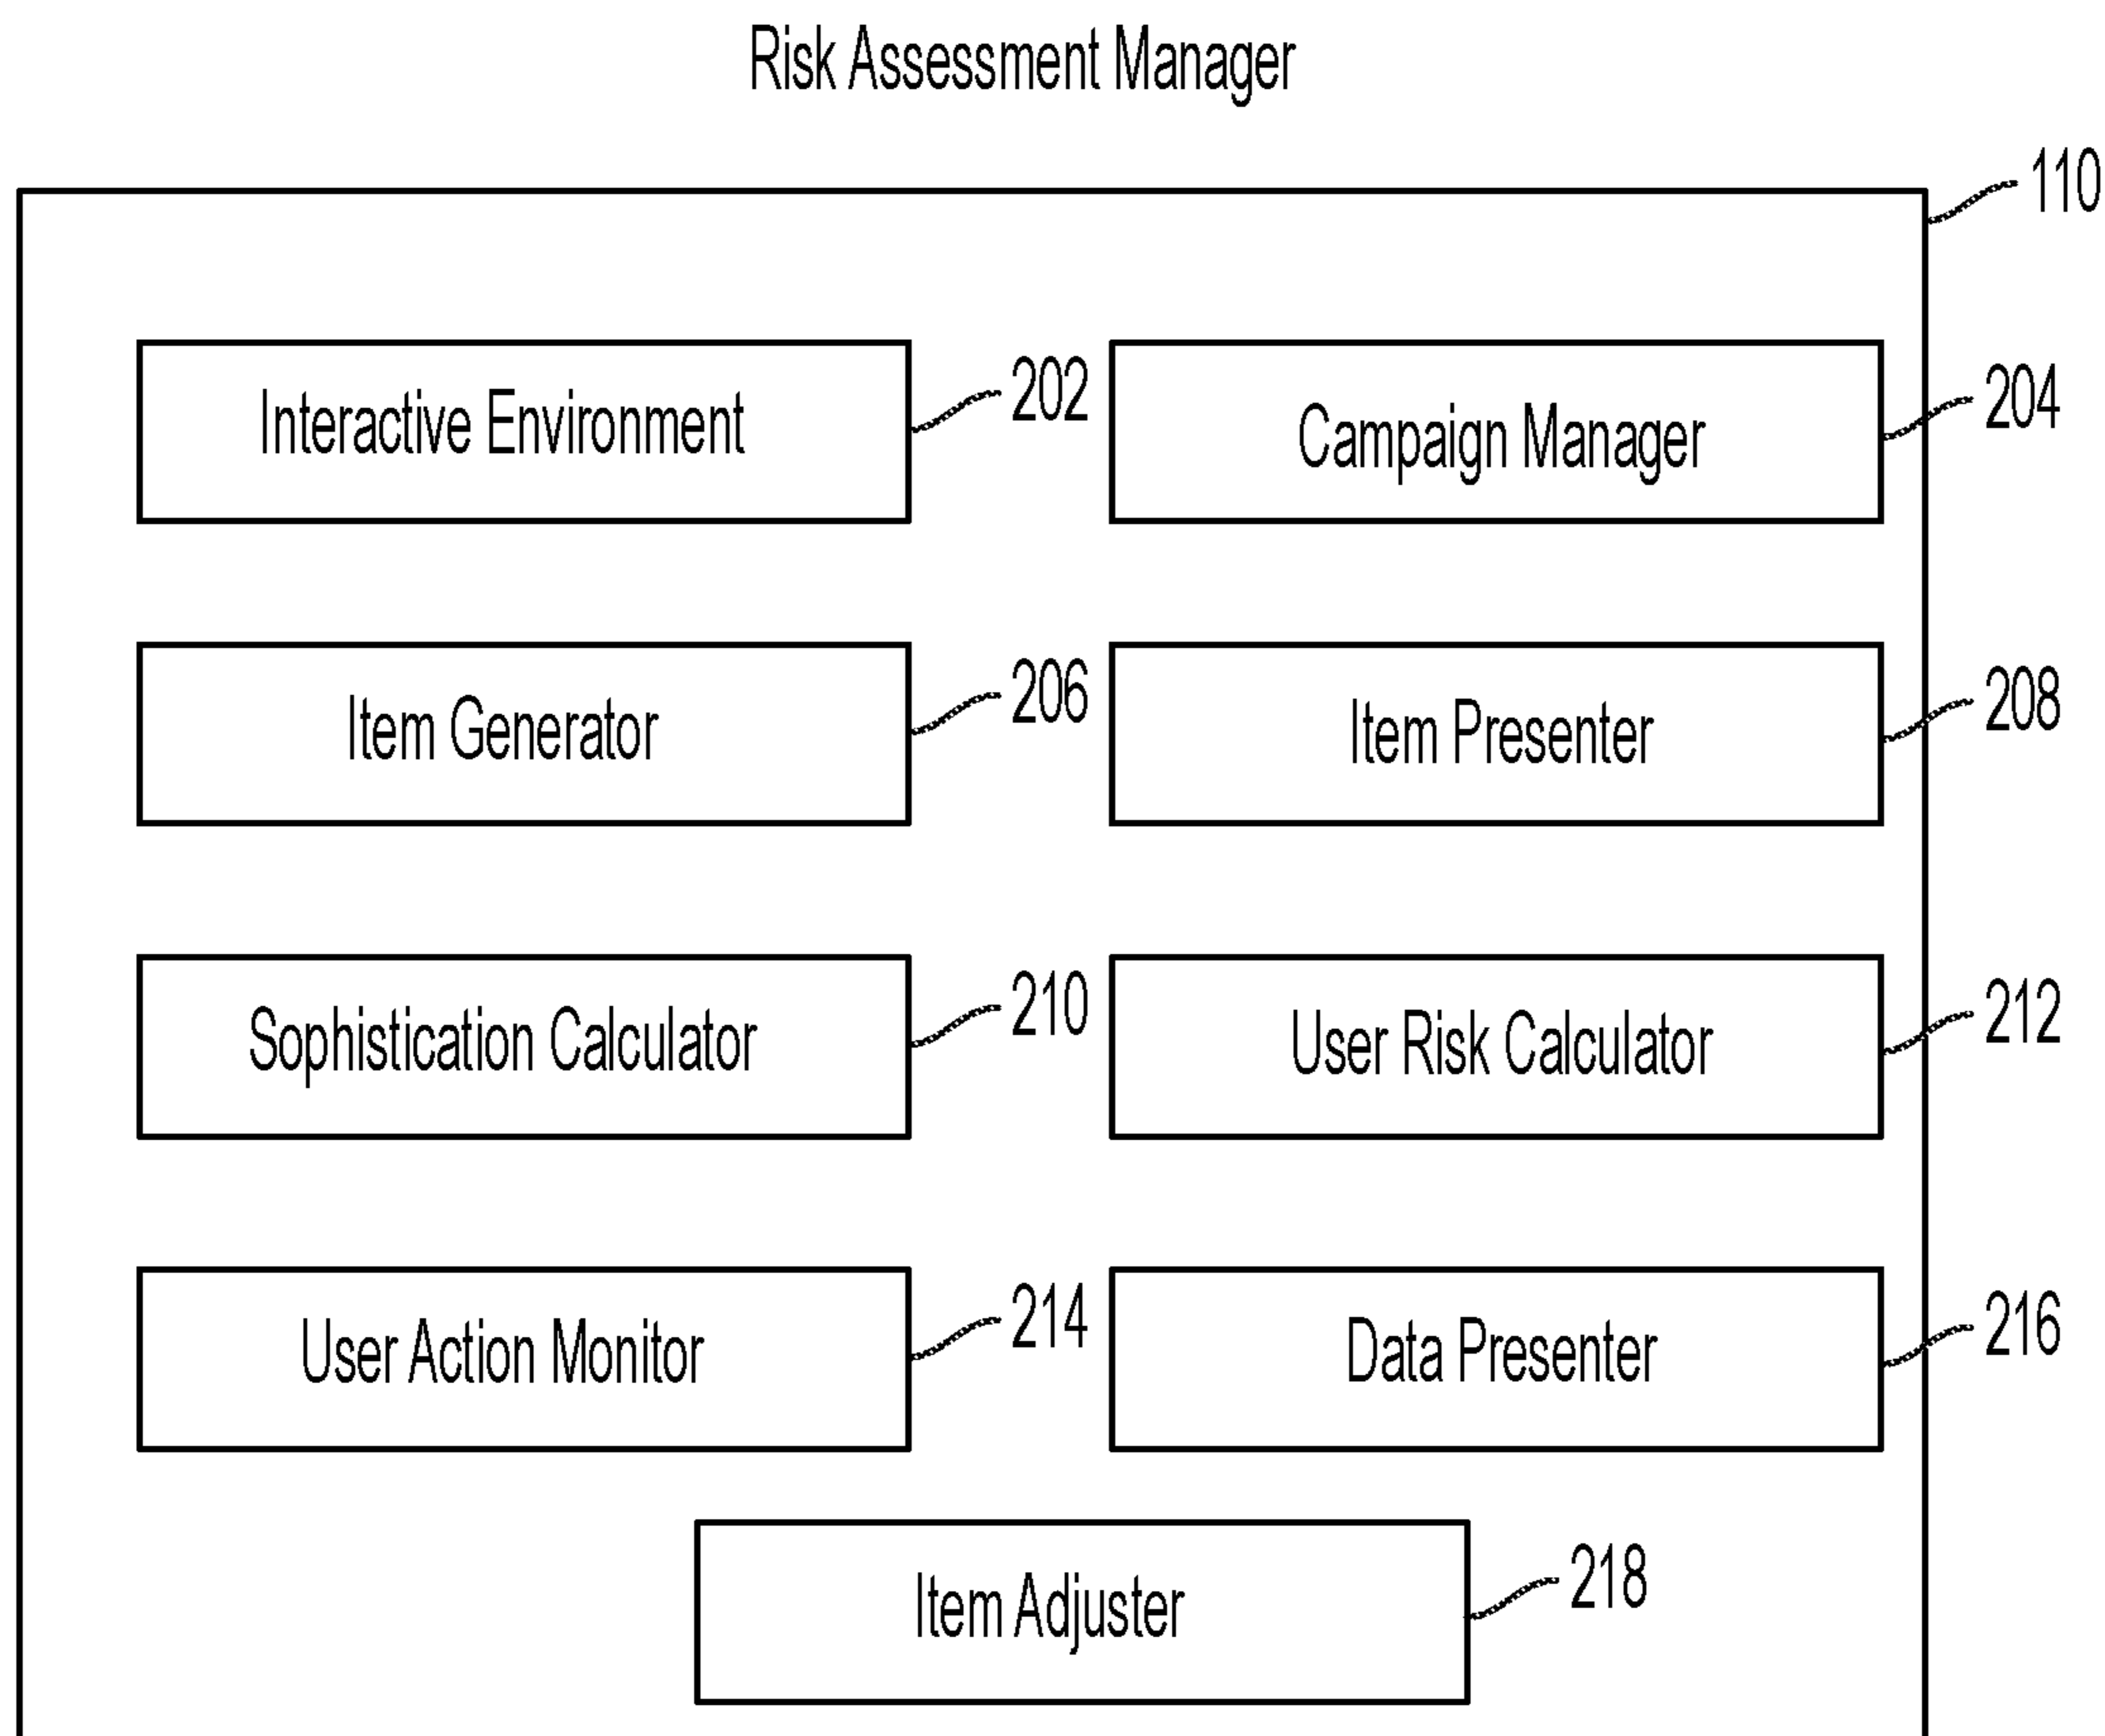 Risk Assessment Manager
110
Interactive Environment
202
Campaign Manager
204
Item Generator
206
Item Presenter
208
Sophistication Calculator
210
User Risk Calculator
212
User Action Monitor
214
Data Presenter
216
Item Adjuster
218